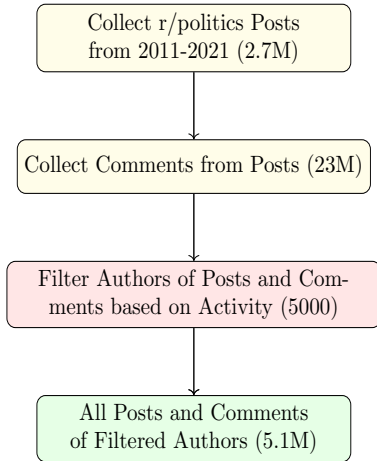 Collect r/politics Posts
from 2011-2021 (2.7M)
Collect Comments from Posts (23M)
Filter Authors of Posts and Com-
ments based on Activity (5000)
All Posts and Comments
of Filtered Authors (5.1M)